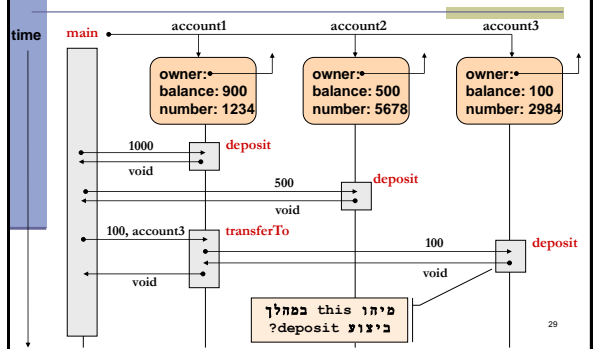 time
main
account1
account2
account3
owner:
balance: 900
number: 1234
owner:
balance: 500
number: 5678
owner:
balance: 100
number: 2984
1000
deposit
void
500
deposit
void
100, account3
transferTo
100
deposit
void
void
מיהו this במהלך
ביצוע deposit?
29